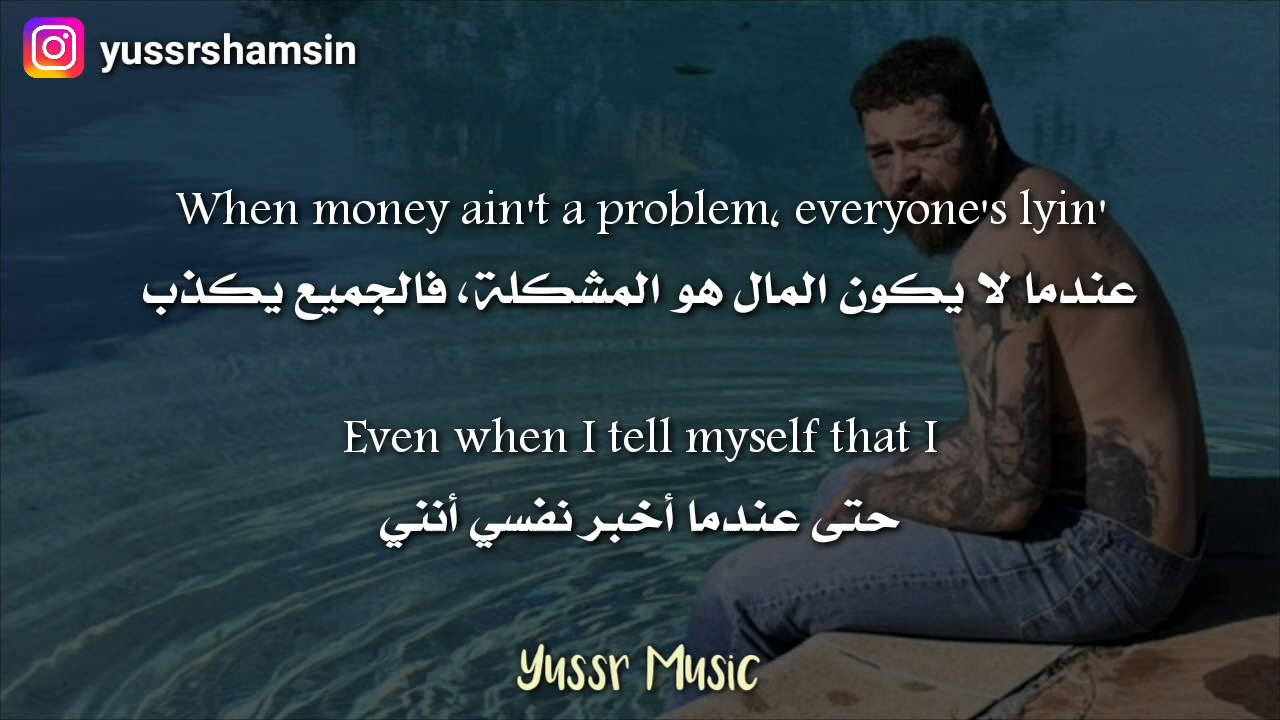 yussrshamsin
When money ain't a problem، everyone's lyin'
عندما لا يكون المال هو المشكلة، فالجميع يكذب
Even when I tell myself that I
حتى عندما أخبر نفسي أنني
Yussr Music